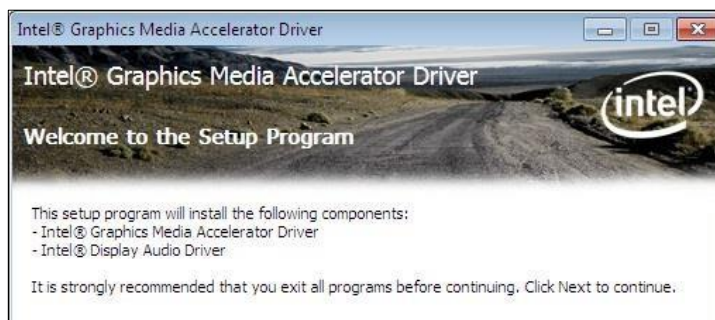 Intel® Graphics Media Accelerator Driver
Intel® Graphics Media Accelerator Driver
intel
Welcome to the Setup Program
This setup program will install the following components:
- Intel® Graphics Media Accelerator Driver
- Intel® Display Audio Driver
It is strongly recommended that you exit all programs before continuing. Click Next to continue.